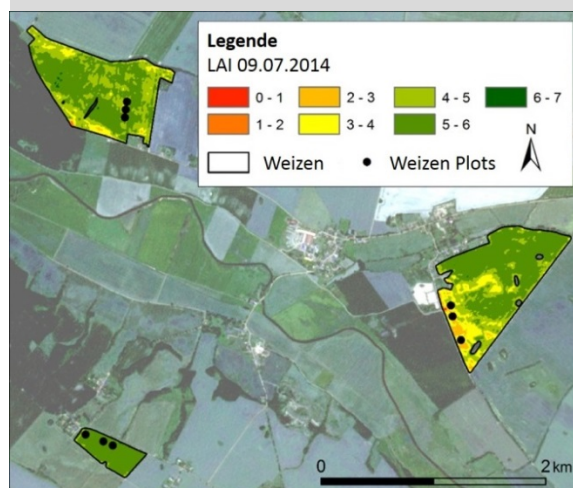 Legende
LAI 09.07.2014
0 - 1 2 - 3 4 - 5 6 - 7
1 - 2 3 - 4 5 - 6
Weizen Weizen Plots
N
0 2 km